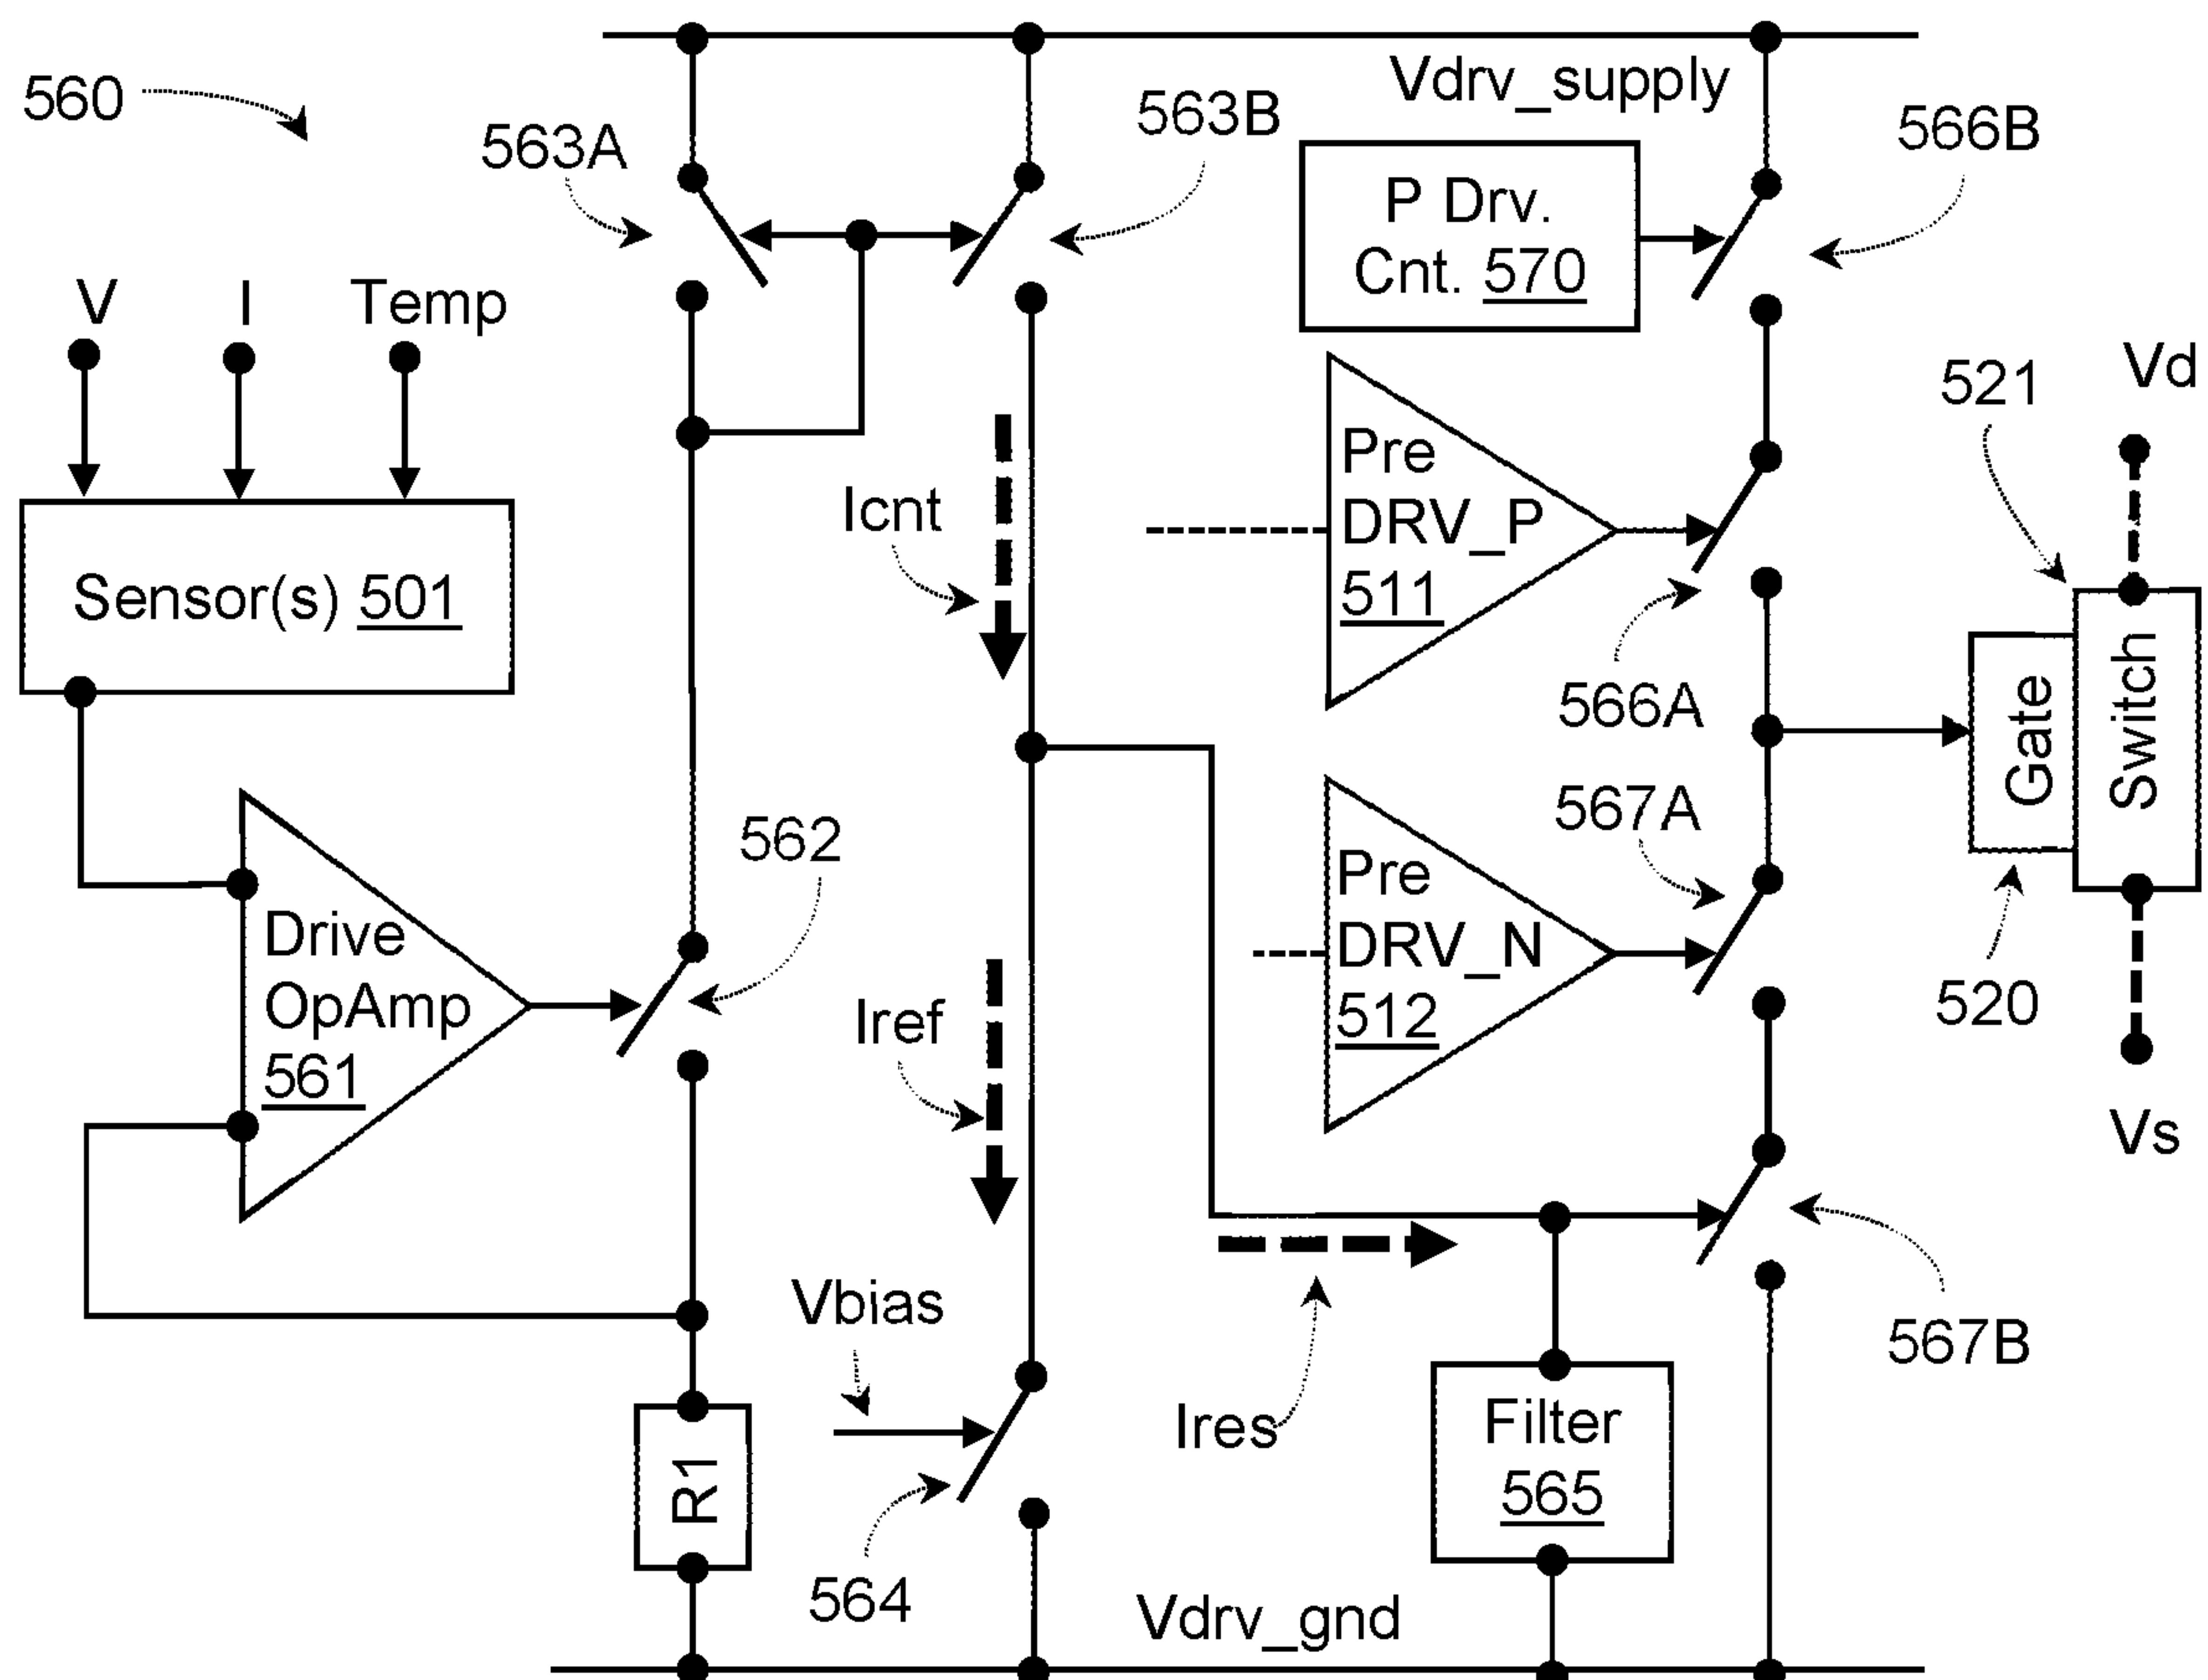 Vdrv_supply
560
563A
563B
566B
P Drv.
Cnt. 570
V
I
Temp
521
Vd
Pre
DRV_P
511
Icnt
Sensor(s) 501
566A
Gate
Switch
567A
562
Pre
DRV_N
512
Drive
OpAmp
561
Iref
520
Vs
Vbias
567B
Ires
Filter
565
R1
564
Vdrv_gnd